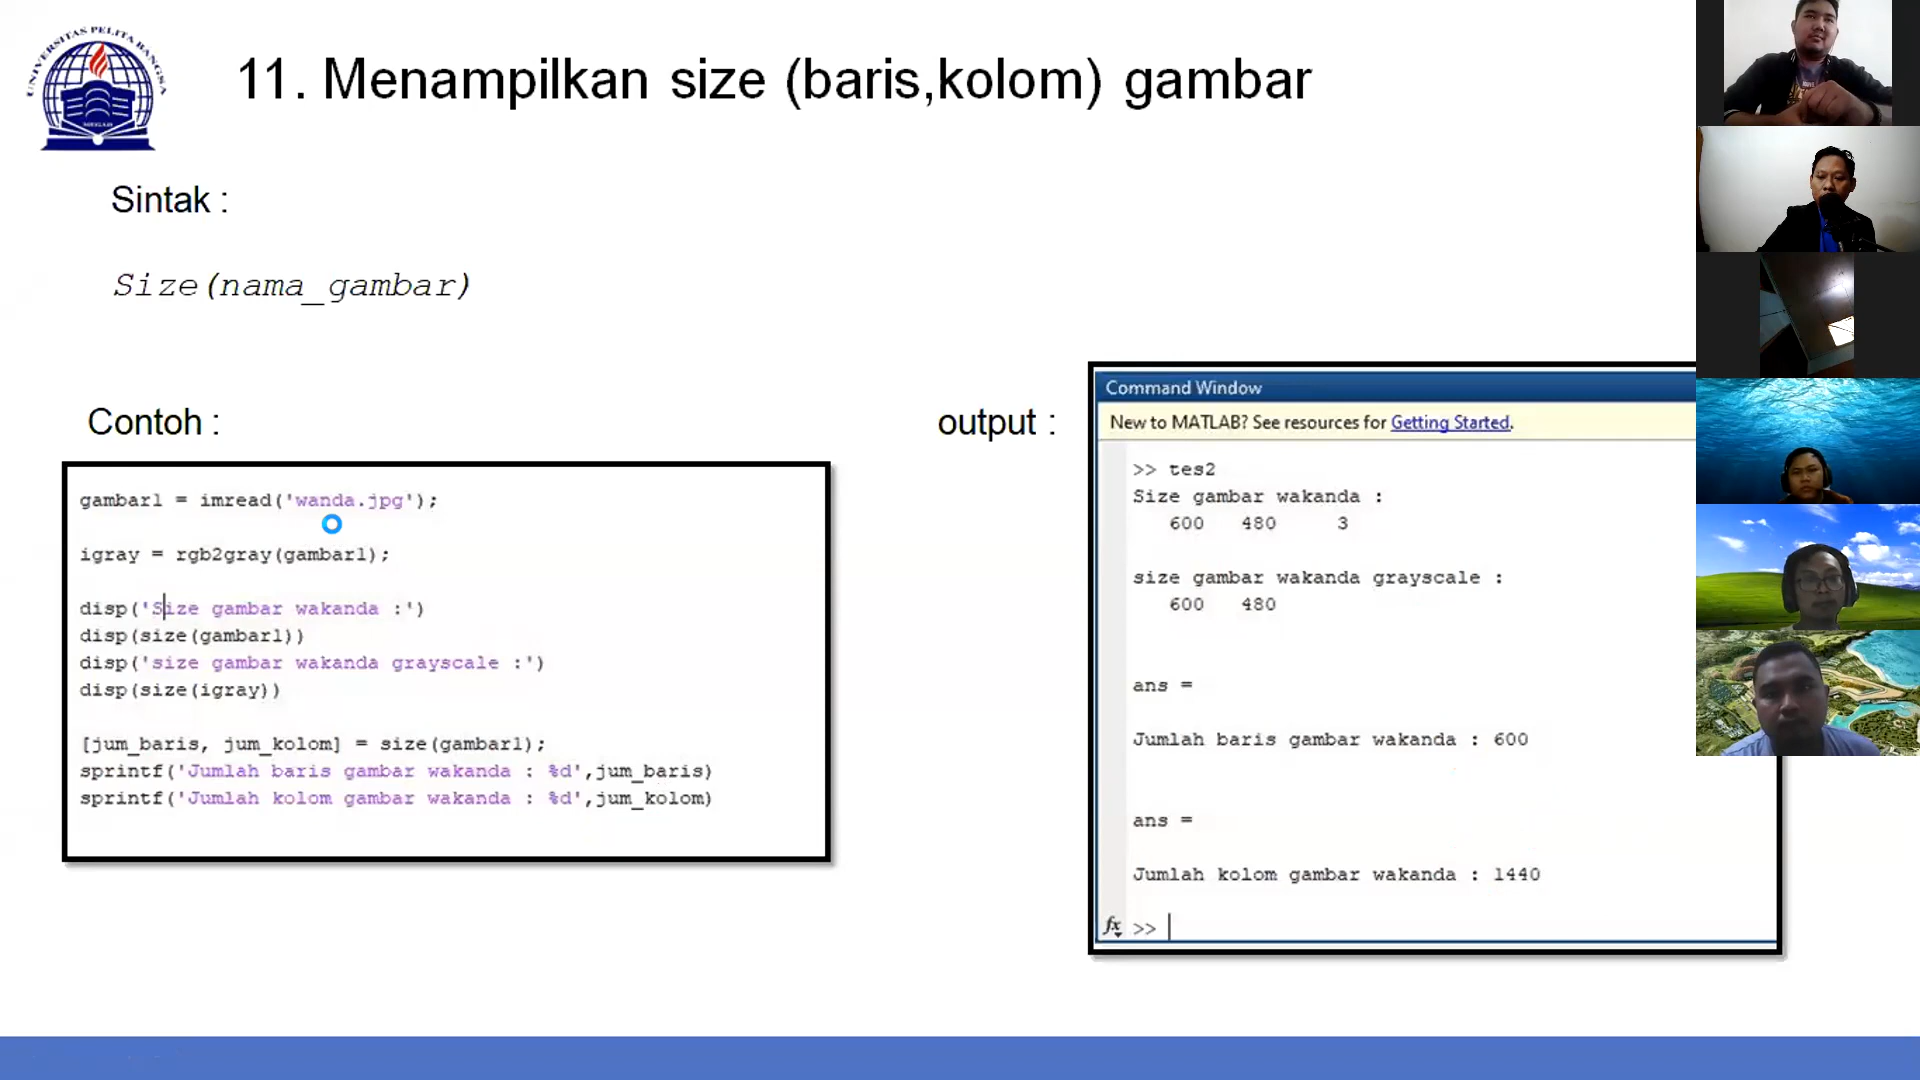 UNIVERSITAS PELITA BANGSA
11. Menampilkan size (baris,kolom) gambar
Sintak :
Size(nama_gambar)
Contoh :
gambar1 = imread('wanda.jpg');
igray = rgb2gray(gambar1);
disp('Size gambar wakanda :')
disp(size(gambar1))
disp('size gambar wakanda grayscale :')
disp(size(igray))
[jum_baris, jum_kolom] = size(gambar1);
sprintf('Jumlah baris gambar wakanda : %d',jum_baris)
sprintf('Jumlah kolom gambar wakanda : %d',jum_kolom)
output :
Command Window
New to MATLAB? See resources for Getting Started.
>> tes2
Size gambar wakanda :
600 480 3
size gambar wakanda grayscale :
600 480
ans =
Jumlah baris gambar wakanda : 600
ans =
Jumlah kolom gambar wakanda : 1440
fx >>